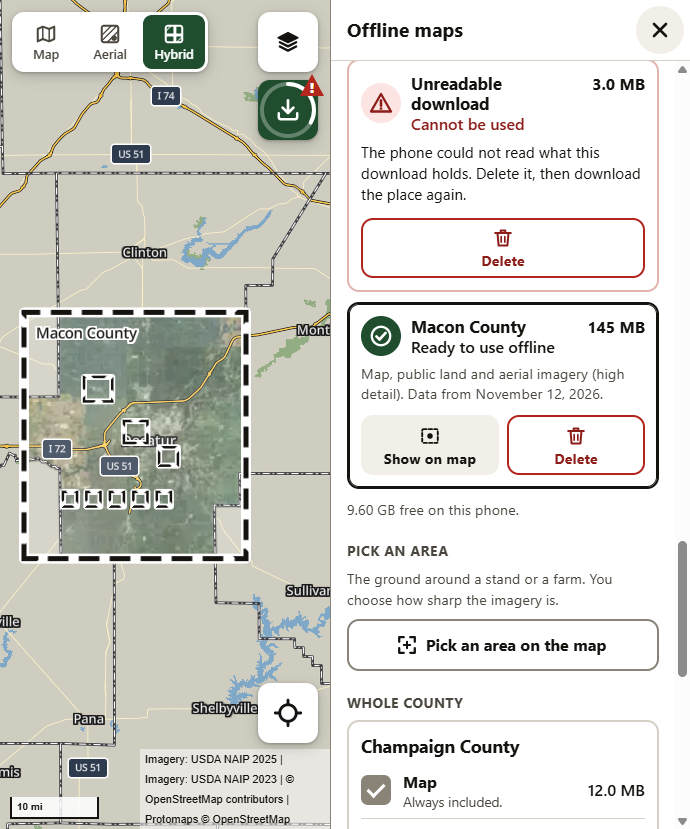 Map
Aerial
Hybrid
I 74
US 51
Clinton
Macon County
Mont
I 72
US 51
Sullivan
ville
Shelbyville
Pana
US 51
mis
10 mi
Imagery: USDA NAIP 2025 |
Imagery: USDA NAIP 2023 | ©
OpenStreetMap contributors |
Protomaps © OpenStreetMap
Offline maps
Unreadable
download
3.0 MB
Cannot be used
The phone could not read what this
download holds. Delete it, then download
the place again.
Delete
Macon County
145 MB
Ready to use offline
Map, public land and aerial imagery (high
detail). Data from November 12, 2026.
Show on map
Delete
9.60 GB free on this phone.
PICK AN AREA
The ground around a stand or a farm. You
choose how sharp the imagery is.
Pick an area on the map
WHOLE COUNTY
Champaign County
Map
12.0 MB
Always included.